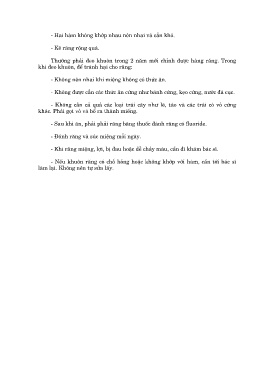 - Hai hàm không khớp nhau nên nhai và cắn khó.
- Kẽ răng rộng quá.
Thường phải đeo khuôn trong 2 năm mới chỉnh được hàng răng. Trong
khi đeo khuôn, để tránh hại cho răng:
- Không nên nhai khi miệng không có thức ăn.
- Không được cắn các thức ăn cứng như bánh cứng, kẹo cứng, nước đá cục.
- Không cắn cả quả các loại trái cây như lê, táo và các trái có vỏ cứng
khác. Phải gọt vỏ và bổ ra thành miếng.
- Sau khi ăn, phải chải răng bằng thuốc đánh răng có fluoride.
- Đánh răng và súc miệng mỗi ngày.
- Khi răng miệng, lợi, bị đau hoặc dễ chảy máu, cần đi khám bác sĩ.
- Nếu khuôn răng có chỗ hỏng hoặc không khớp với hàm, cần tới bác sĩ
làm lại. Không nên tự sửa lấy.